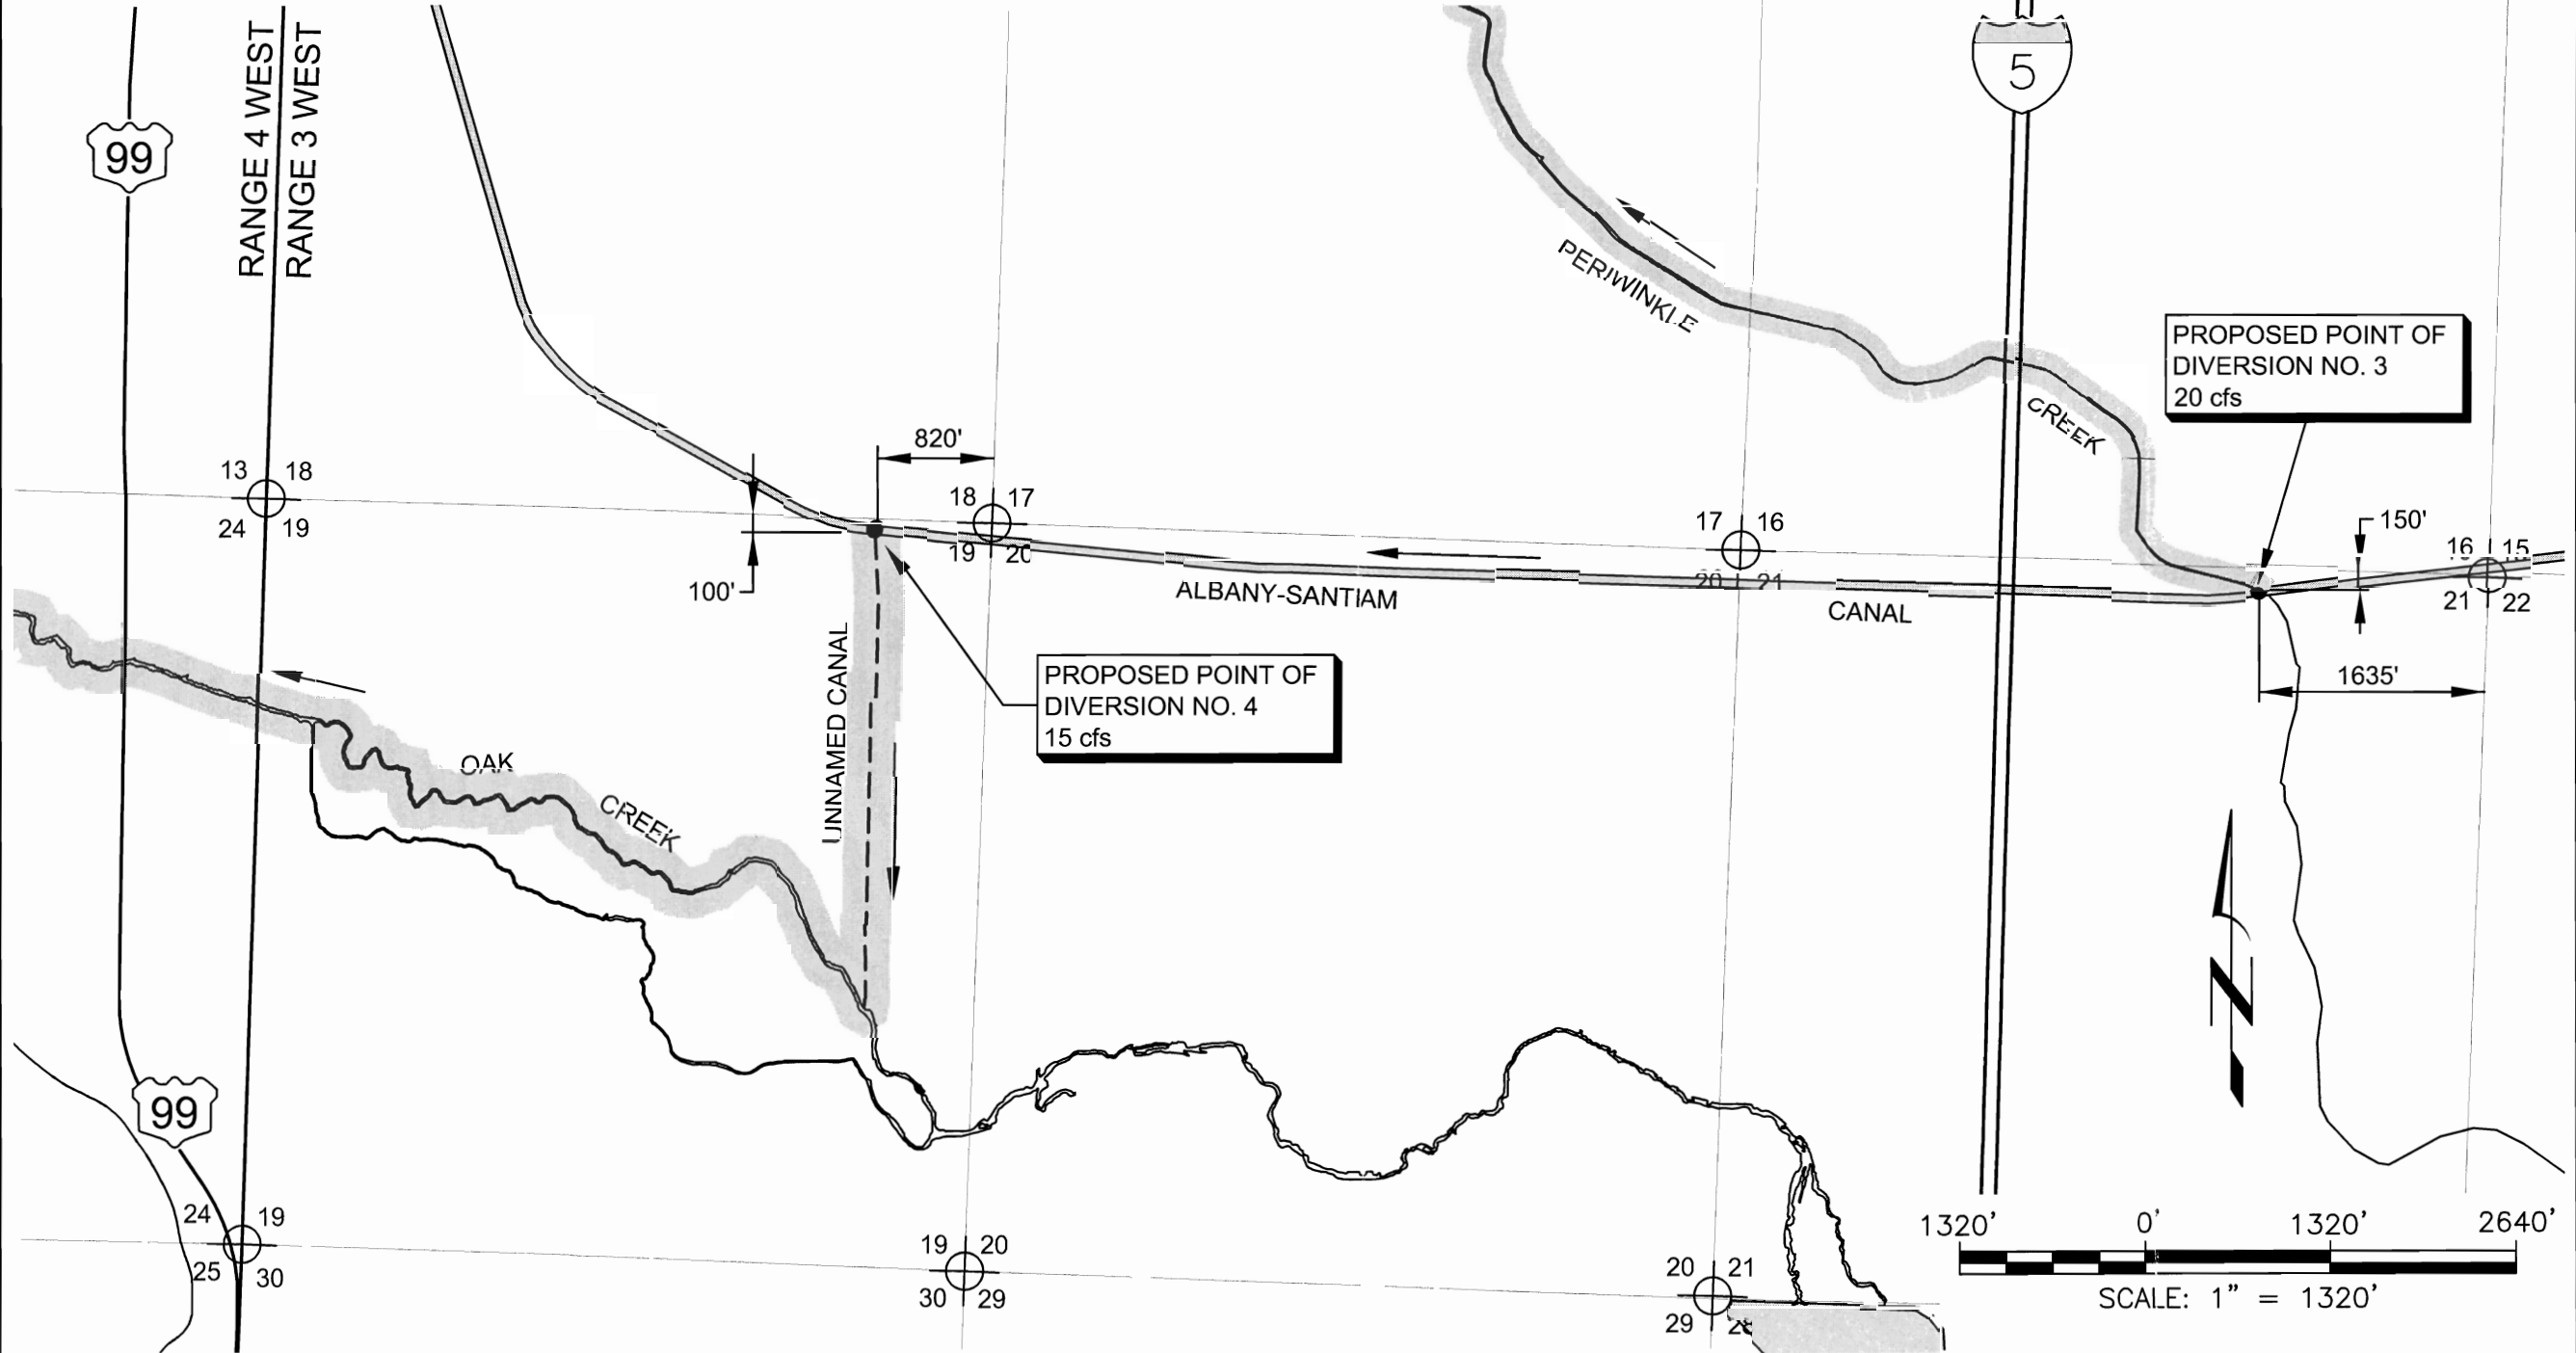 5
99
RANGE 4 WEST
RANGE 3 WEST
PERIWINKLE
CREEK
PROPOSED POINT OF
DIVERSION NO. 3
20 cfs
820'
13 18
24 19
18 17
19 20
17 16
20 21
150'
16 15
21 22
100'
ALBANY-SANTIAM
CANAL
UNNAMED CANAL
PROPOSED POINT OF
DIVERSION NO. 4
15 cfs
1635'
OAK
CREEK
N
99
24 19
25 30
19 20
30 29
20 21
29
1320' 0' 1320' 2640'
SCALE: 1" = 1320'